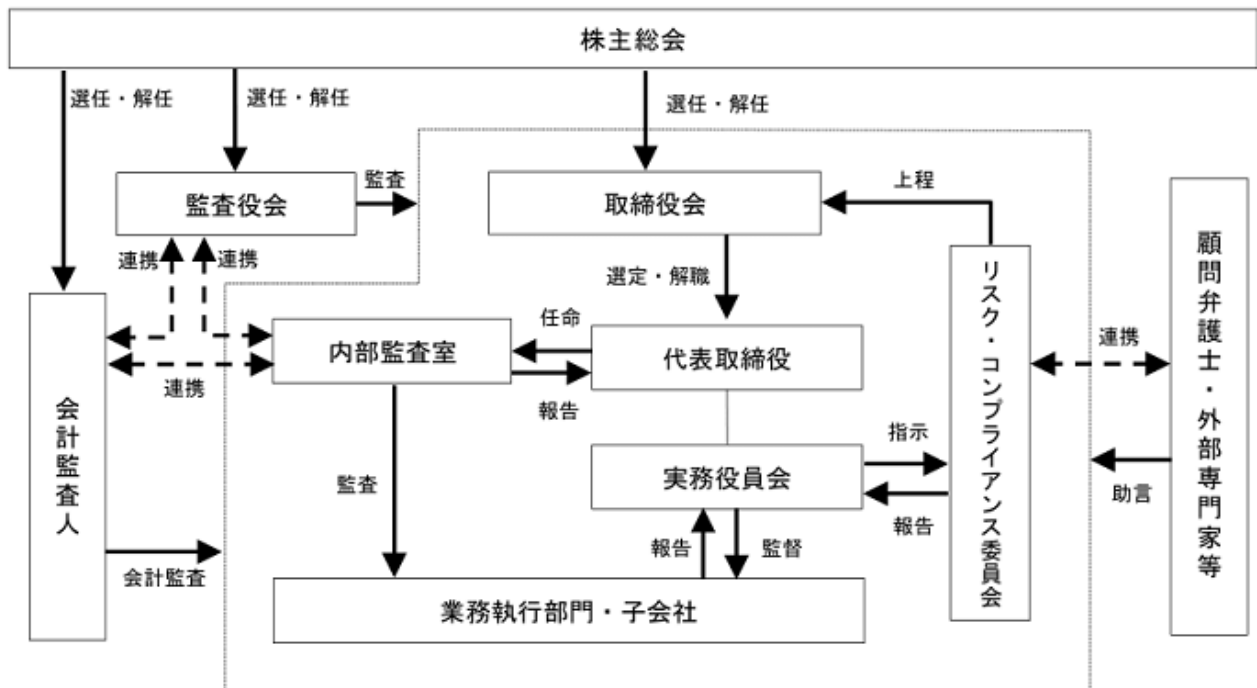 株主総会
選任・解任
選任・解任
選任・解任
監査役会
監査
取締役会
上程
連携
連携
選定・解職
リスク・コンプライアンス委員会
顧問弁護士・外部専門家等
会計監査人
内部監査室
任命
代表取締役
連携
連携
報告
実務役員会
指示
監査
報告
助言
会計監査
報告
監督
業務執行部門・子会社